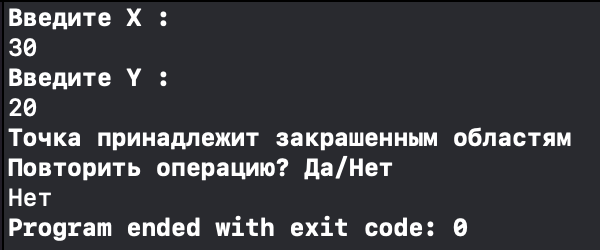 Введите X :
30
Введите Y :
20
Точка принадлежит закрашенным областям
Повторить операцию? Да/Нет
Нет
Program ended with exit code: 0